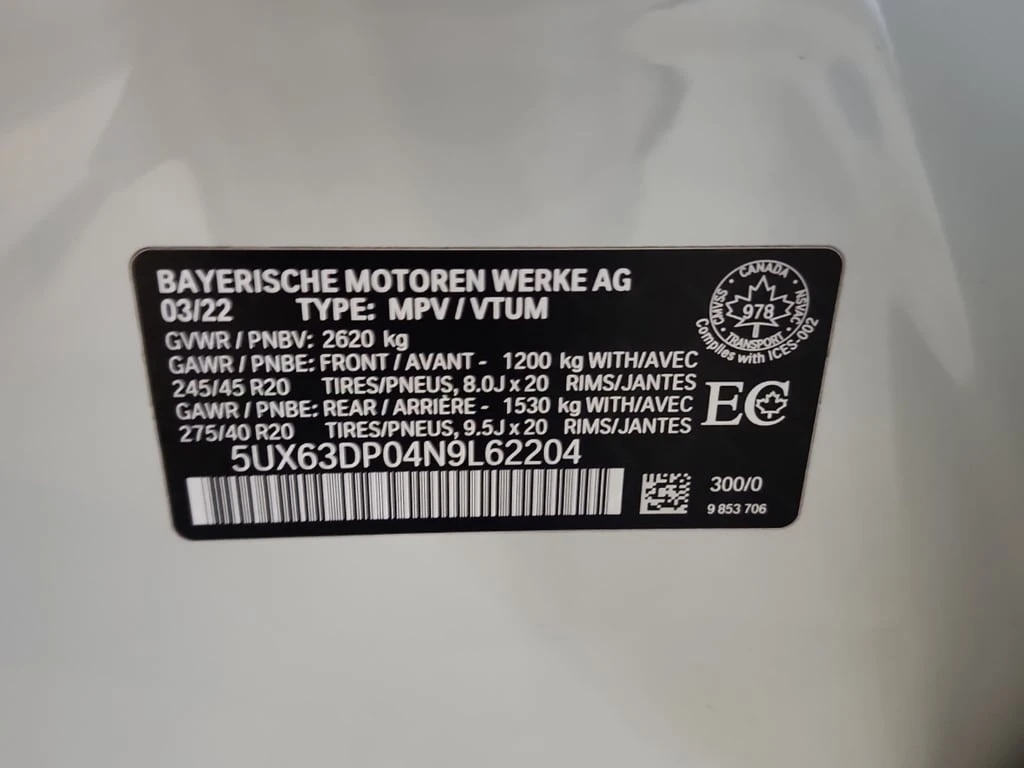 BAYERISCHE MOTOREN WERKE AG
03/22 TYPE: MPV / VTUM
GVWR / PNBV: 2620 kg
GAWR / PNBE: FRONT / AVANT - 1200 kg WITH/AVEC
245/45 R20 TIRES/PNEUS, 8.0J x 20 RIMS/JANTES
GAWR / PNBE: REAR / ARRIÈRE - 1530 kg WITH/AVEC
275/40 R20 TIRES/PNEUS, 9.5J x 20 RIMS/JANTES
5UX63DP04N9L62204
CANADA
CMVSS
978
NSVAC
TRANSPORT
Complies with ICES-002
EC
300/0
9 853 706